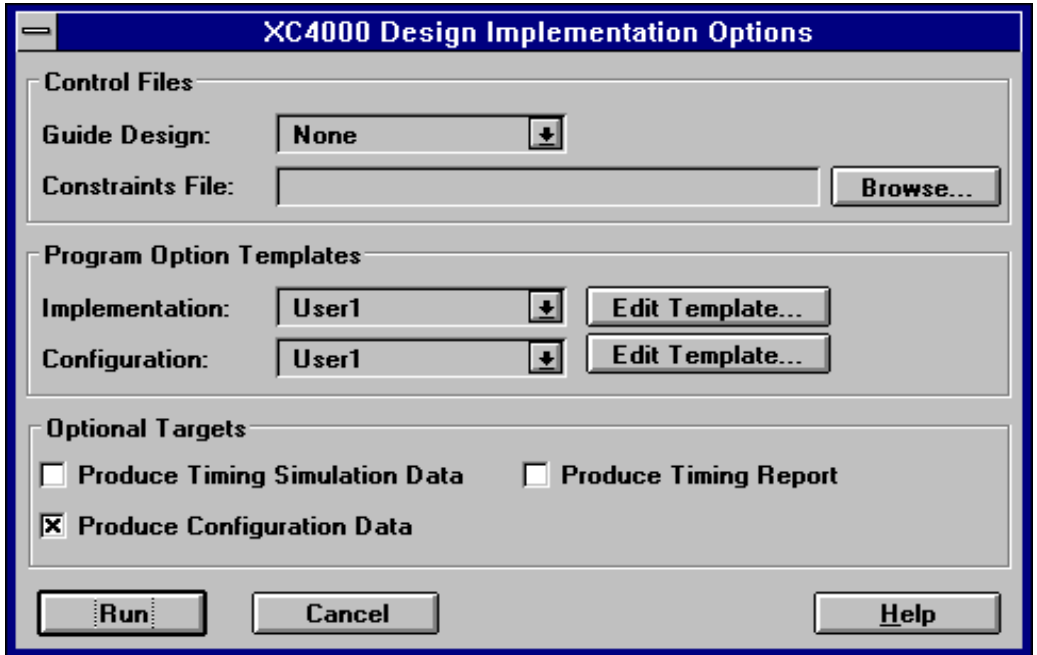 XC4000 Design Implementation Options
Control Files
Guide Design: None
Constraints File: Browse...
Program Option Templates
Implementation: User1 Edit Template...
Configuration: User1 Edit Template...
Optional Targets
Produce Timing Simulation Data Produce Timing Report
Produce Configuration Data
Run Cancel Help